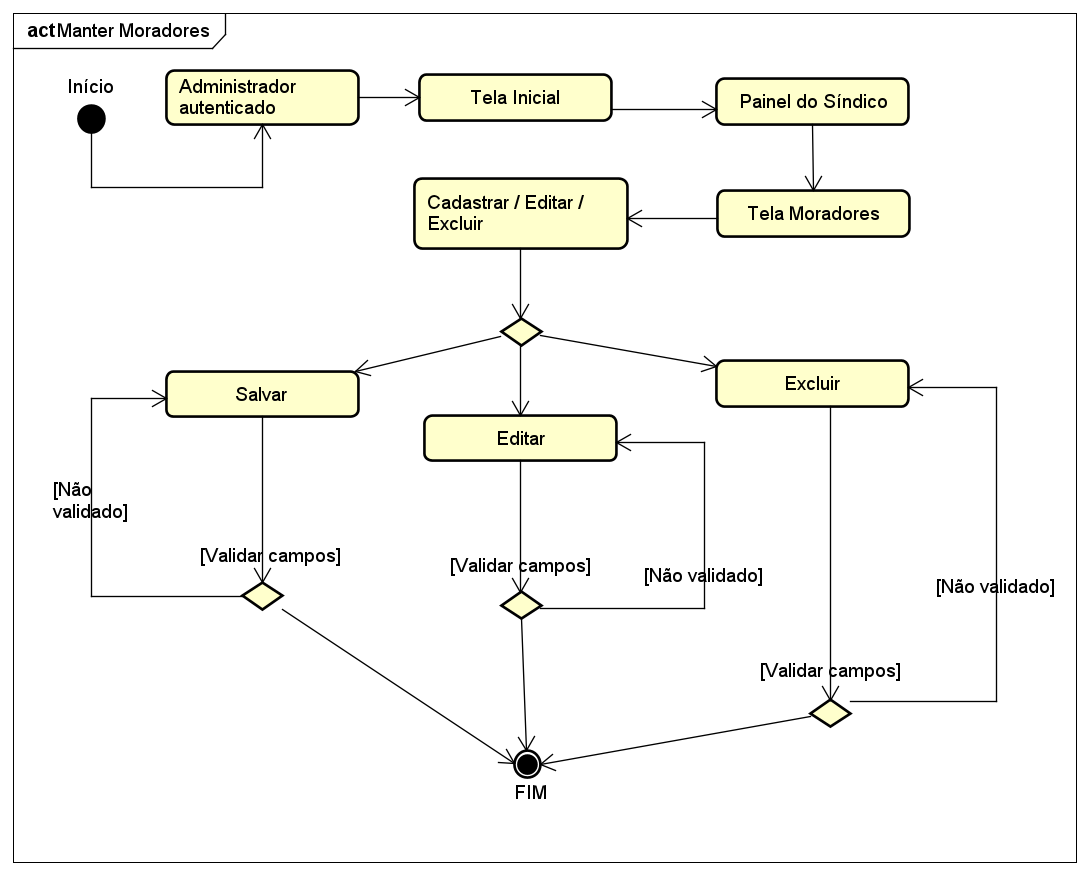 act Manter Moradores
Início
Administrador
autenticado
Tela Inicial
Painel do Síndico
Cadastrar / Editar /
Excluir
Tela Moradores
Salvar
Editar
Excluir
[Não
validado]
[Validar campos]
[Validar campos]
[Não validado]
[Não validado]
[Validar campos]
FIM